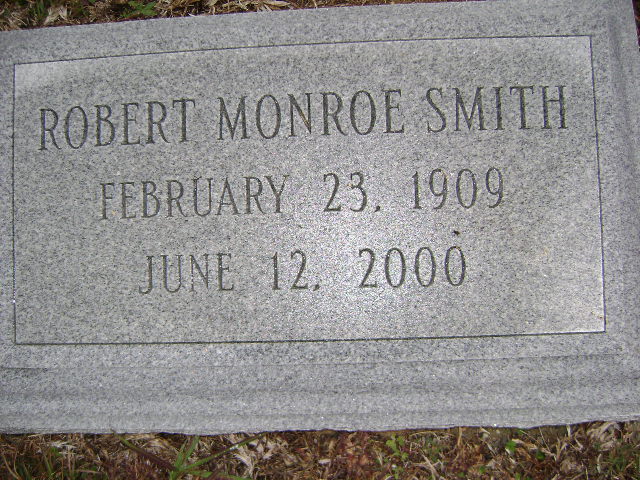 ROBERT MONROE SMITH
FEBRUARY 23, 1909
JUNE 12, 2000